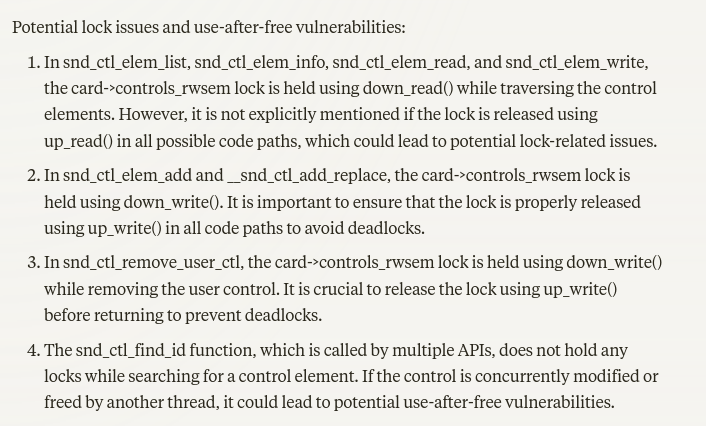 Potential lock issues and use-after-free vulnerabilities:
1. In snd_ctl_elem_list, snd_ctl_elem_info, snd_ctl_elem_read, and snd_ctl_elem_write,
the card->controls_rwsem lock is held using down_read() while traversing the control
elements. However, it is not explicitly mentioned if the lock is released using
up_read() in all possible code paths, which could lead to potential lock-related issues.
2. In snd_ctl_elem_add and __snd_ctl_add_replace, the card->controls_rwsem lock is
held using down_write(). It is important to ensure that the lock is properly released
using up_write() in all code paths to avoid deadlocks.
3. In snd_ctl_remove_user_ctl, the card->controls_rwsem lock is held using down_write()
while removing the user control. It is crucial to release the lock using up_write()
before returning to prevent deadlocks.
4. The snd_ctl_find_id function, which is called by multiple APIs, does not hold any
locks while searching for a control element. If the control is concurrently modified or
freed by another thread, it could lead to potential use-after-free vulnerabilities.